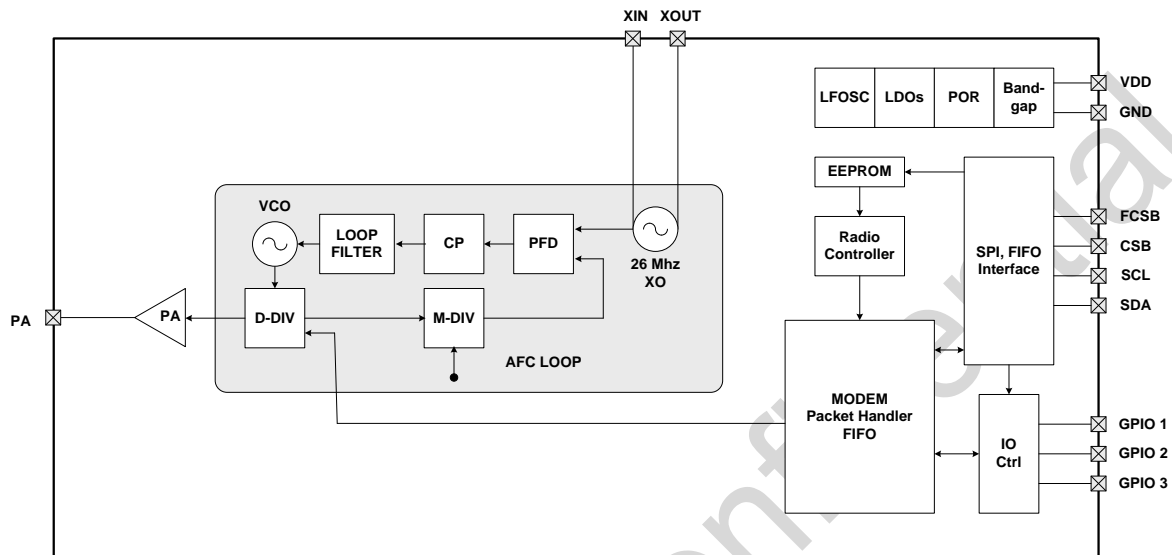 XIN XOUT
LFOSC
LDOs
POR
Band-
gap
VDD
GND
EEPROM
Radio
Controller
SPI, FIFO
Interface
FCSB
CSB
SCL
SDA
VCO
LOOP
FILTER
CP
PFD
26 Mhz
XO
PA
PA
D-DIV
M-DIV
AFC LOOP
MODEM
Packet Handler
FIFO
IO
Ctrl
GPIO 1
GPIO 2
GPIO 3